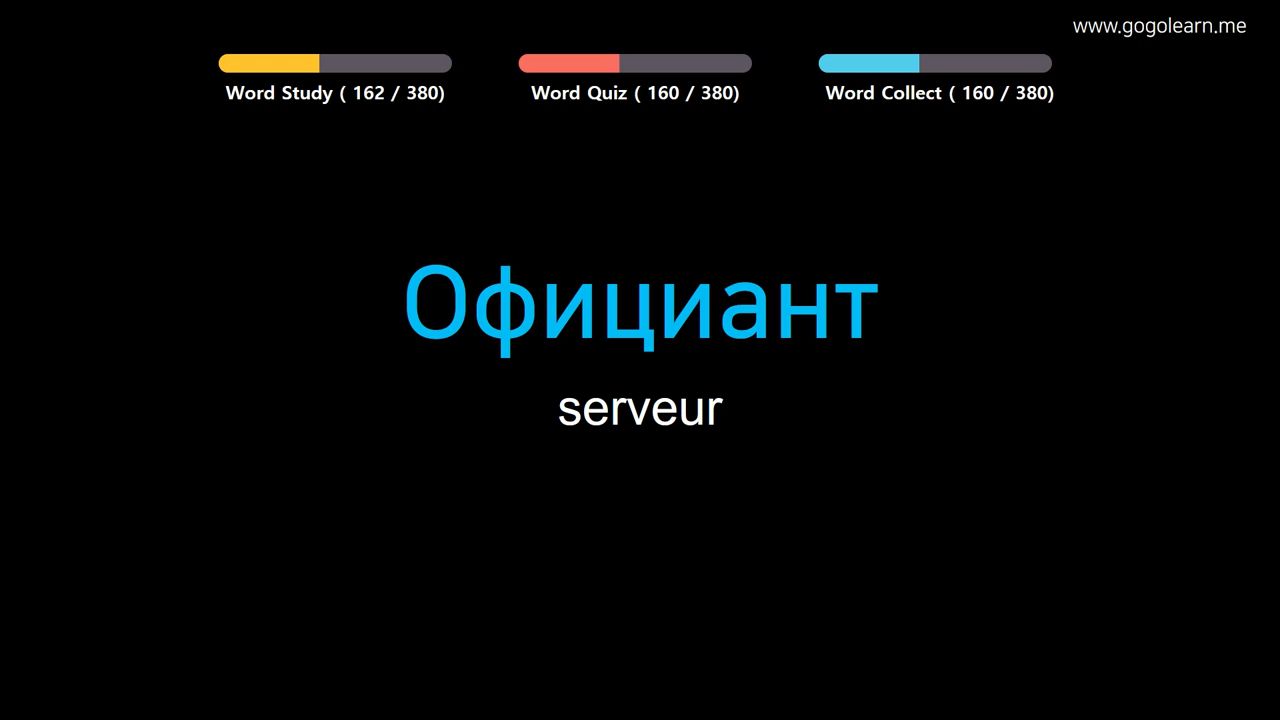 www.gogolearn.me
Word Study ( 162 / 380)
Word Quiz ( 160 / 380)
Word Collect ( 160 / 380)
Официант
serveur